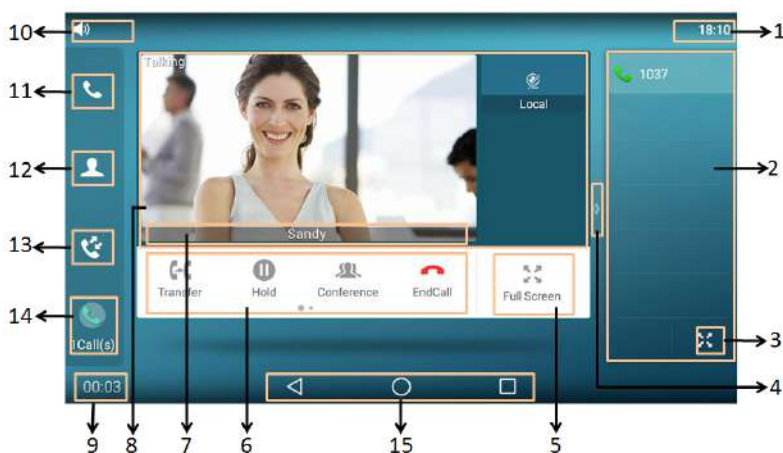 10
18:10
1
Talking
1037
11
Local
12
2
Sandy
13
Transfer
Hold
Conference
EndCall
Full Screen
14
1Call(s)
3
00:03
4
9
8
7
6
15
5